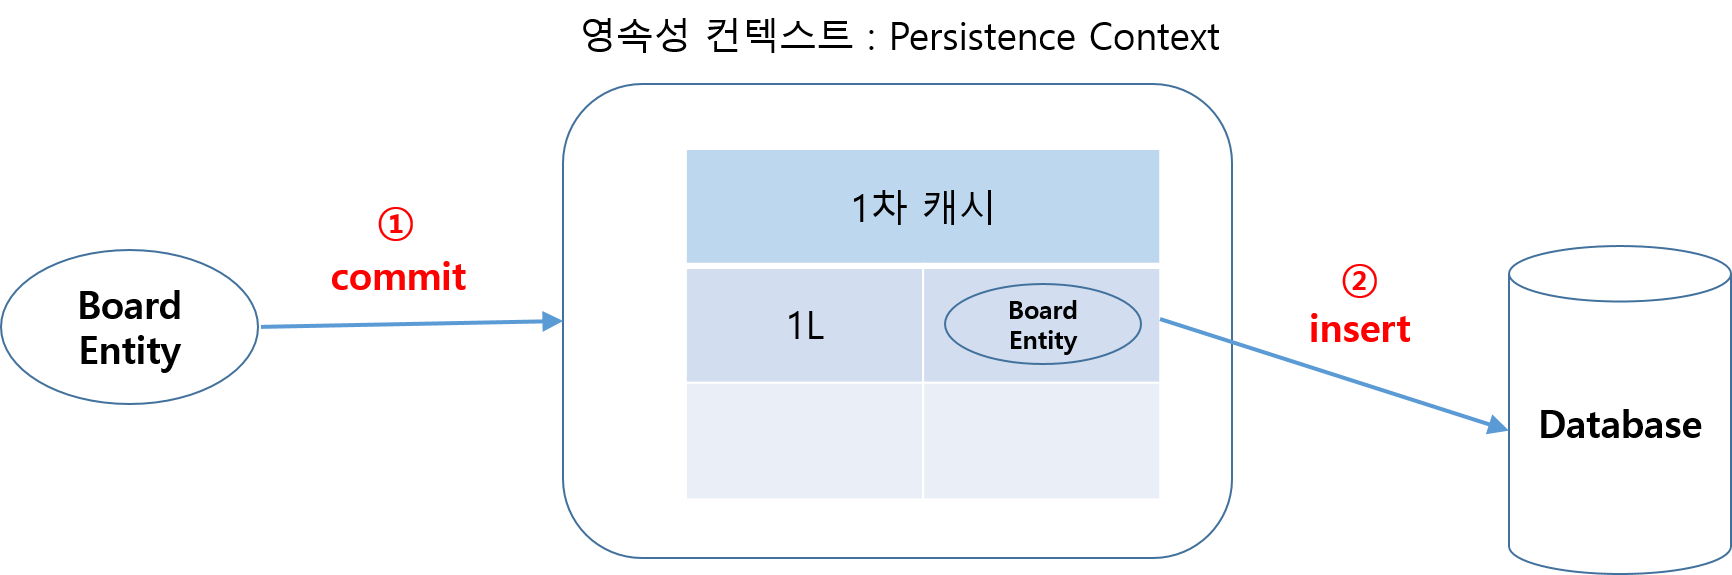 영속성 컨텍스트 : Persistence Context
1차 캐시
①
commit
Board
Entity
1L
Board
Entity
②
insert
Database